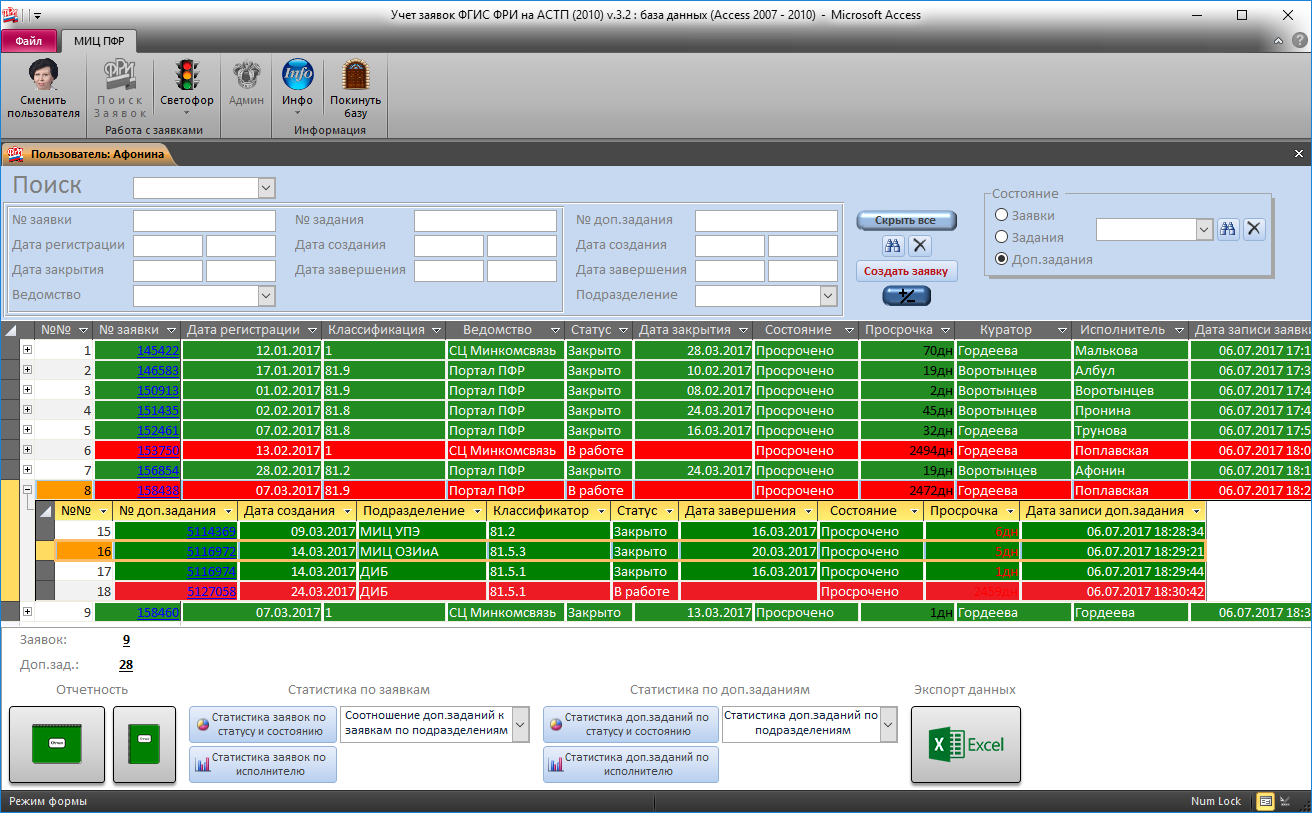 Учет заявок ФГИС ФРИ на АСТП (2010) v.3.2 : база данных (Access 2007 - 2010) - Microsoft Access
Файл МИЦ ПФР
Сменить пользователя
Поиск Заявок
Светофор
Админ
Инфо
Покинуть базу
Работа с заявками
Информация
Пользователь: Афонина
Поиск
Состояние
№ заявки № задания № доп.задания Скрыть все Заявки
Дата регистрации Дата создания Дата создания Задания
Дата закрытия Дата завершения Дата завершения Создать заявку Доп.задания
Ведомство Подразделение
№№ № заявки Дата регистрации Классификация Ведомство Статус Дата закрытия Состояние Просрочка Куратор Исполнитель Дата записи заявки
1 145422 12.01.2017 1 СЦ Минкомсвязь Закрыто 28.03.2017 Просрочено 70дн Гордеева Малькова 06.07.2017 17:1
2 146583 17.01.2017 81.9 Портал ПФР Закрыто 10.02.2017 Просрочено 19дн Воротынцев Албул 06.07.2017 17:3
3 150913 01.02.2017 81.9 Портал ПФР Закрыто 08.02.2017 Просрочено 2дн Воротынцев Воротынцев 06.07.2017 17:4
4 151435 02.02.2017 81.8 Портал ПФР Закрыто 24.03.2017 Просрочено 45дн Воротынцев Пронина 06.07.2017 17:4
5 152461 07.02.2017 81.8 Портал ПФР Закрыто 16.03.2017 Просрочено 32дн Гордеева Трунова 06.07.2017 17:5
6 153750 13.02.2017 1 СЦ Минкомсвязь В работе Просрочено 2494дн Гордеева Поплавская 06.07.2017 18:0
7 156854 28.02.2017 81.2 Портал ПФР Закрыто 24.03.2017 Просрочено 19дн Воротынцев Афонин 06.07.2017 18:1
8 158438 07.03.2017 81.9 Портал ПФР В работе Просрочено 2472дн Гордеева Поплавская 06.07.2017 18:2
№№ № доп.задания Дата создания Подразделение Классификатор Статус Дата завершения Состояние Просрочка Дата записи доп.задания
15 5114369 09.03.2017 МИЦ УПЭ 81.2 Закрыто 16.03.2017 Просрочено 6дн 06.07.2017 18:28:34
16 5116972 14.03.2017 МИЦ ОЗИиА 81.5.3 Закрыто 20.03.2017 Просрочено 5дн 06.07.2017 18:29:21
17 5116974 14.03.2017 ДИБ 81.5.1 Закрыто 16.03.2017 Просрочено 1дн 06.07.2017 18:29:44
18 5127058 24.03.2017 ДИБ 81.5.1 В работе Просрочено 2459дн 06.07.2017 18:30:42
9 158460 07.03.2017 1 СЦ Минкомсвязь Закрыто 13.03.2017 Просрочено 1дн Гордеева Гордеева 06.07.2017 18:3
Заявок: 9
Доп.зад.: 28
Отчетность Статистика по заявкам Статистика по доп.заданиям Экспорт данных
Статистика заявок по
статусу и состоянию
Соотношение доп.заданий к
заявкам по подразделениям
Статистика доп.заданий по
статусу и состоянию
Статистика доп.заданий по
подразделениям
Статистика заявок по
исполнителю
Статистика доп.заданий по
исполнителю
Excel
Режим формы Num Lock